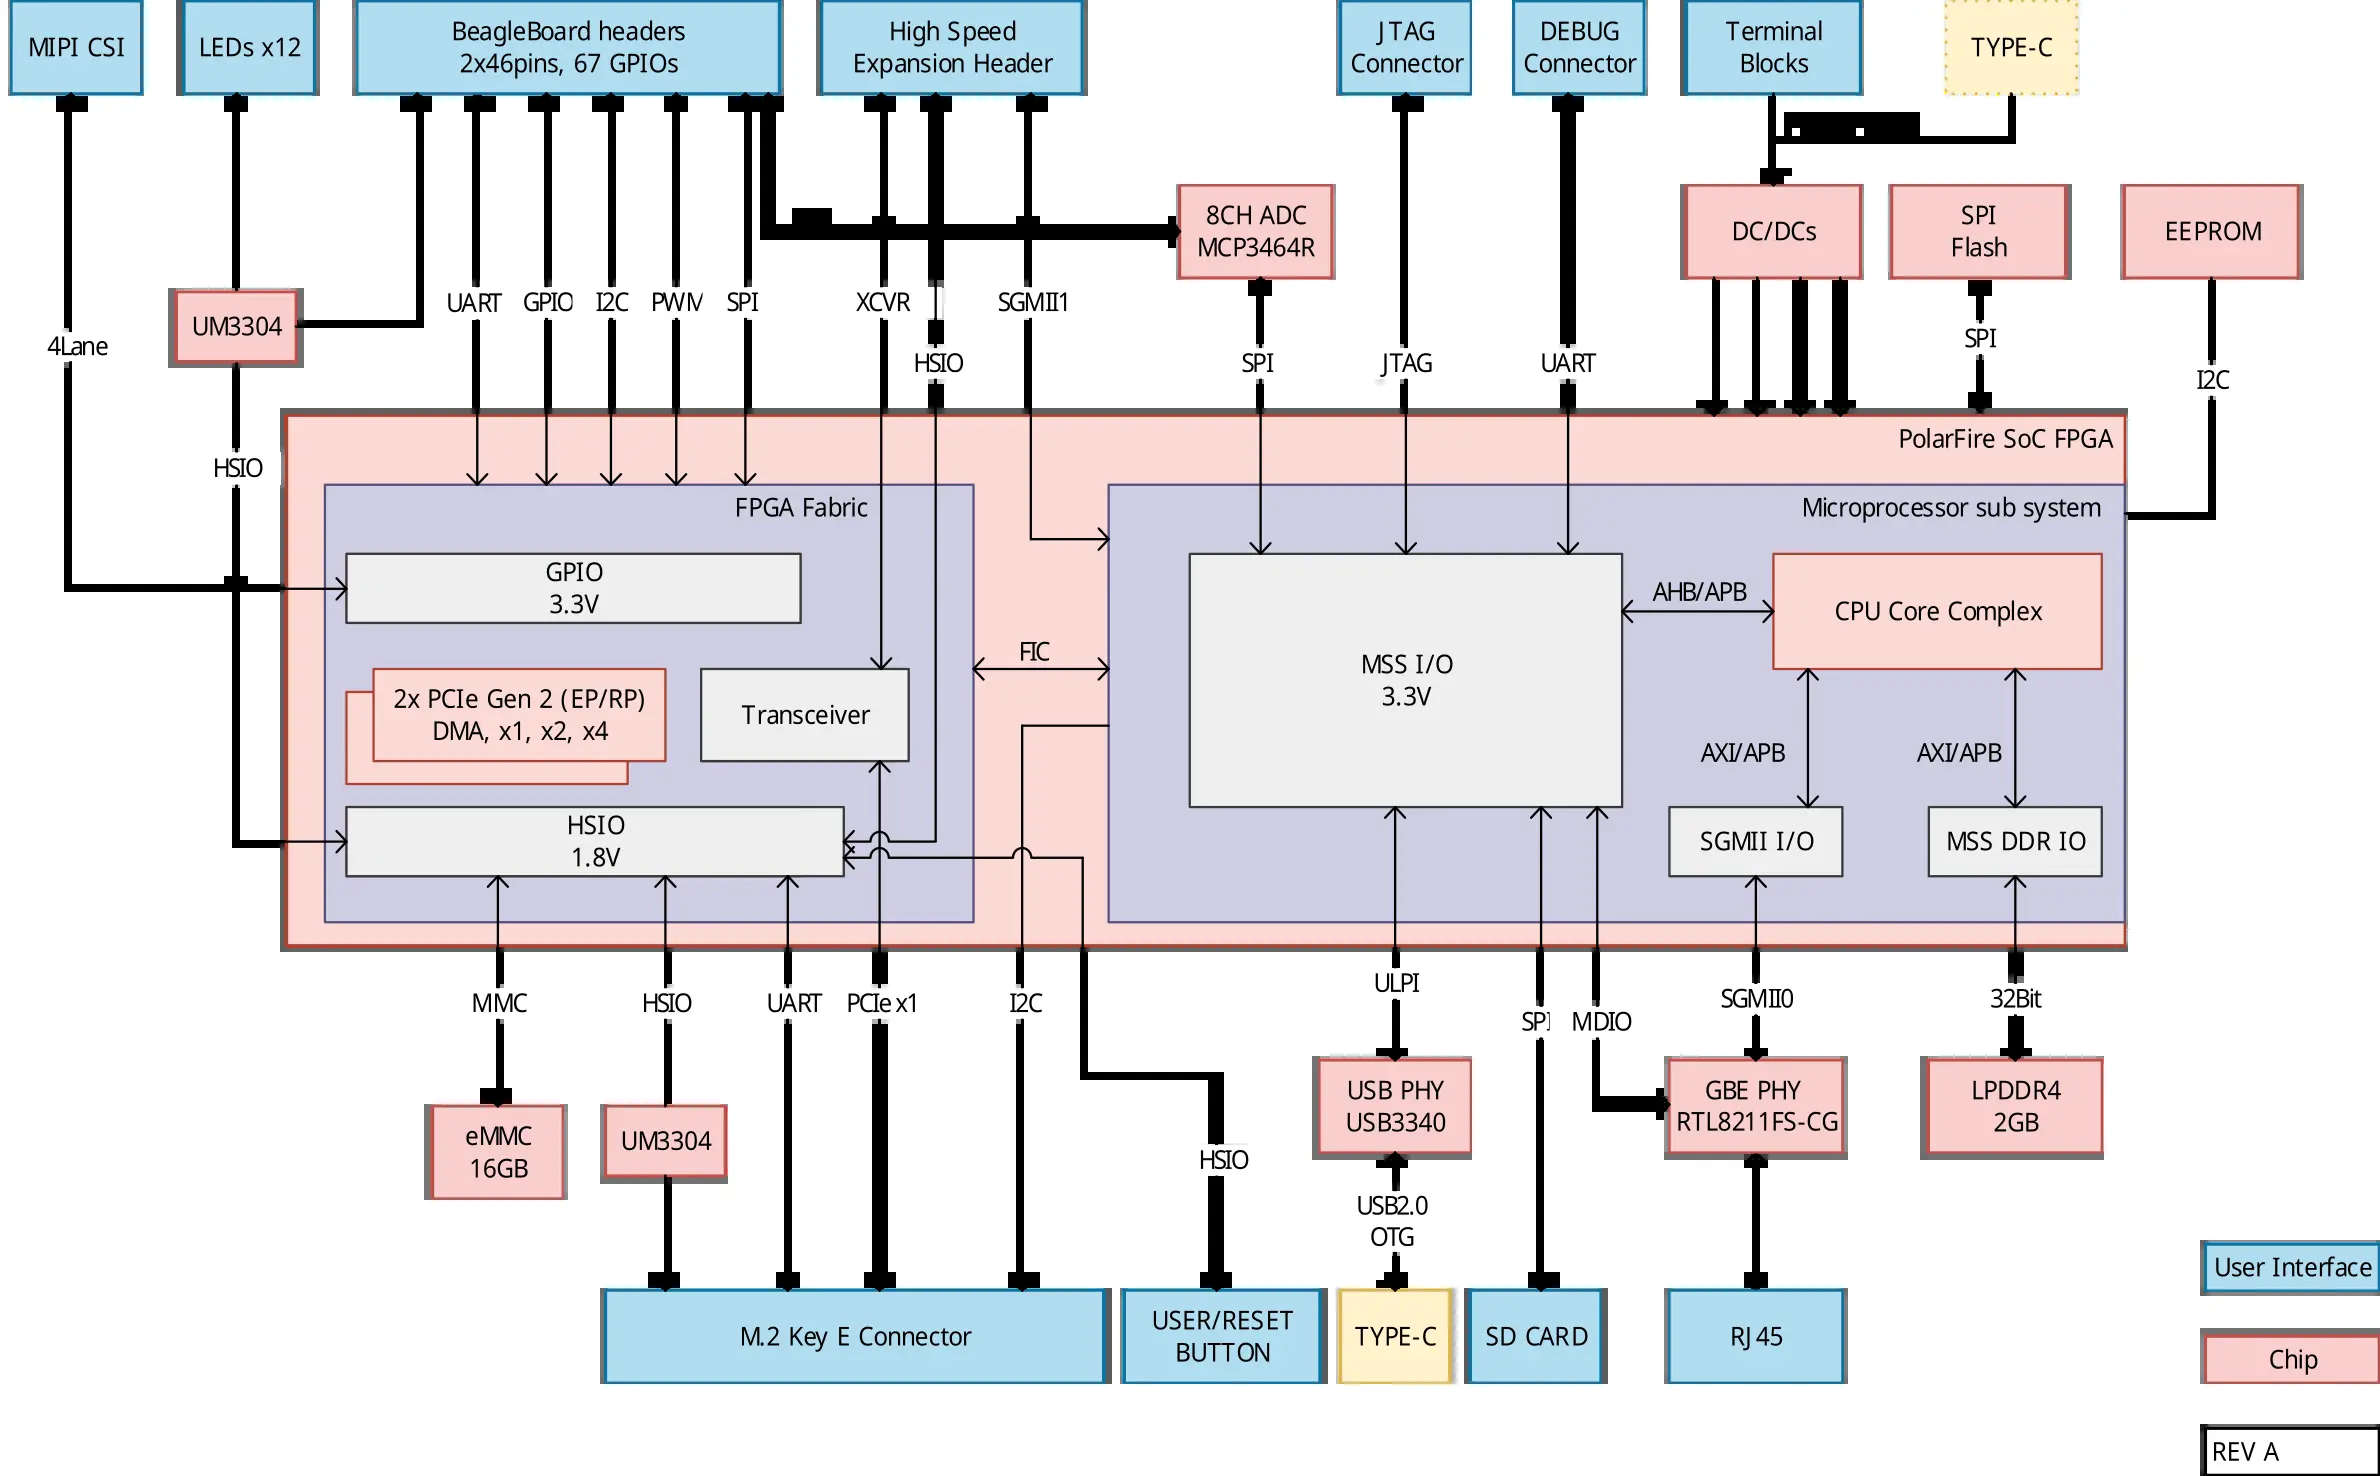 MIPI CSI
LEDs x12
BeagleBoard headers
2x46pins, 67 GPIOs
High Speed
Expansion Header
JTAG
Connector
DEBUG
Connector
Terminal
Blocks
TYPE-C
8CH ADC
MCP3464R
DC/DCs
SPI
Flash
EEPROM
UM3304
4Lane
UART
GPIO
I2C
PWM
SPI
XCVR
HSIO
SGMII1
SPI
JTAG
UART
SPI
I2C
HSIO
PolarFire SoC FPGA
FPGA Fabric
Microprocessor sub system
GPIO
3.3V
2x PCIe Gen 2 (EP/RP)
DMA, x1, x2, x4
Transceiver
HSIO
1.8V
FIC
MSS I/O
3.3V
AHB/APB
CPU Core Complex
AXI/APB
AXI/APB
SGMII I/O
MSS DDR IO
MMC
HSIO
UART
PCIe x1
I2C
ULPI
SPI
MDIO
SGMII0
32Bit
eMMC
16GB
UM3304
HSIO
USB PHY
USB3340
GBE PHY
RTL8211FS-CG
LPDDR4
2GB
USB2.0
OTG
M.2 Key E Connector
USER/RESET
BUTTON
TYPE-C
SD CARD
RJ45
User Interface
Chip
REV A